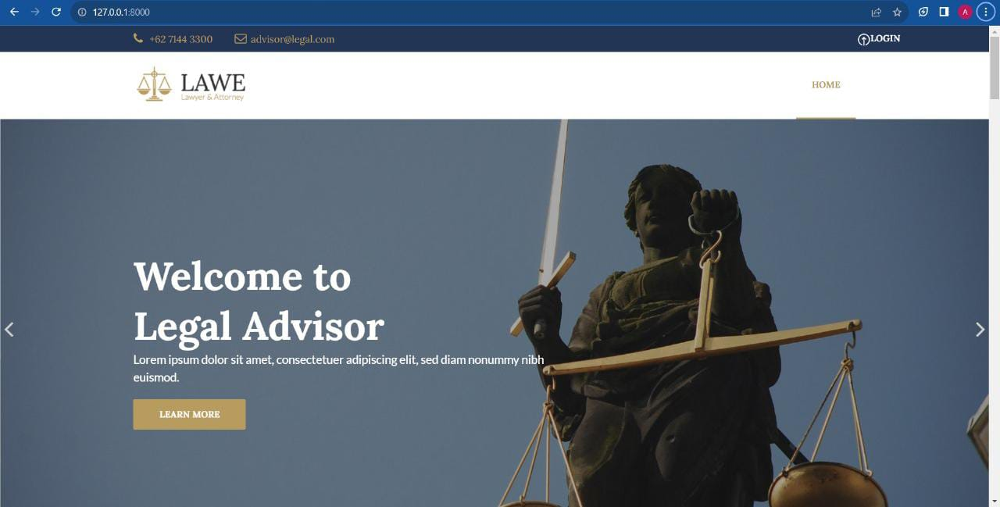 127.0.0.1:8000
A
+62 7144 3300
advisor@legal.com
LOGIN
LAWE
Lawyer & Attorney
HOME
Welcome to
Legal Advisor
Lorem ipsum dolor sit amet, consectetuer adipiscing elit, sed diam nonummy nibh
euismod.
LEARN MORE